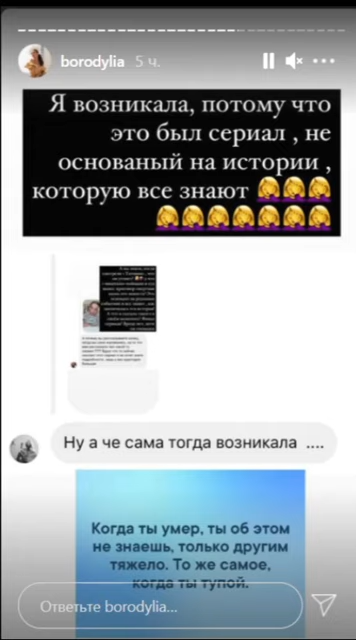 borodylia 5 ч.
Я возникала, потому что
это был сериал , не
основаный на истории ,
которую все знают 🤦‍♀️🤦‍♀️🤦‍♀️
🤦‍♀️🤦‍♀️🤦‍♀️🤦‍♀️🤦‍♀️🤦‍♀️🤦‍♀️
Ну а че сама тогда возникала ....
Когда ты умер, ты об этом
не знаешь, только другим
тяжело. То же самое,
когда ты тупой.
Ответьте borodylia...